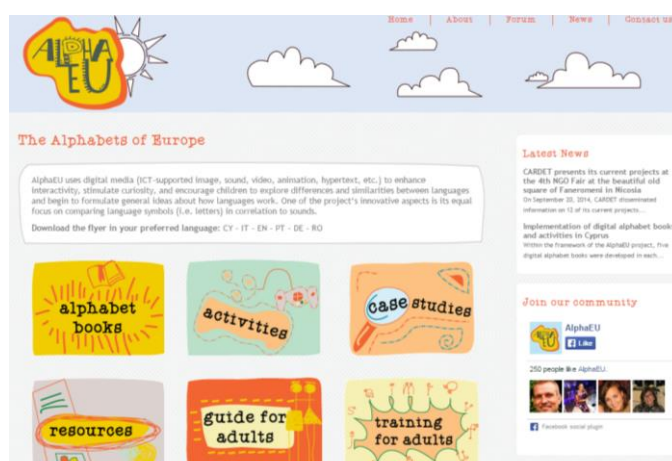 Home | About | Forum | News | Contact us
ALPHA
EU
The Alphabets of Europe
AlphaEU uses digital media (ICT-supported image, sound, video, animation, hypertext, etc.) to enhance
interactivity, stimulate curiosity, and encourage children to explore differences and similarities between languages
and begin to formulate general ideas about how languages work. One of the project's innovative aspects is its equal
focus on comparing language symbols (i.e. letters) in correlation to sounds.
Download the flyer in your preferred language: CY - IT - EN - PT - DE - RO
alphabet
books
activities
case studies
resources
guide for
adults
training
for adults
Latest News
CARDET presents its current projects at
the 4th NGO Fair at the beautiful old
square of Faneromeni in Nicosia
On September 20, 2014, CARDET disseminated
information on 12 of its current projects...
Implementation of digital alphabet books
and activities in Cyprus
Within the framework of the AlphaEU project, five
digital alphabet books were developed in each...
Join our community
AlphaEU
Like
250 people like AlphaEU.
Facebook social plugin